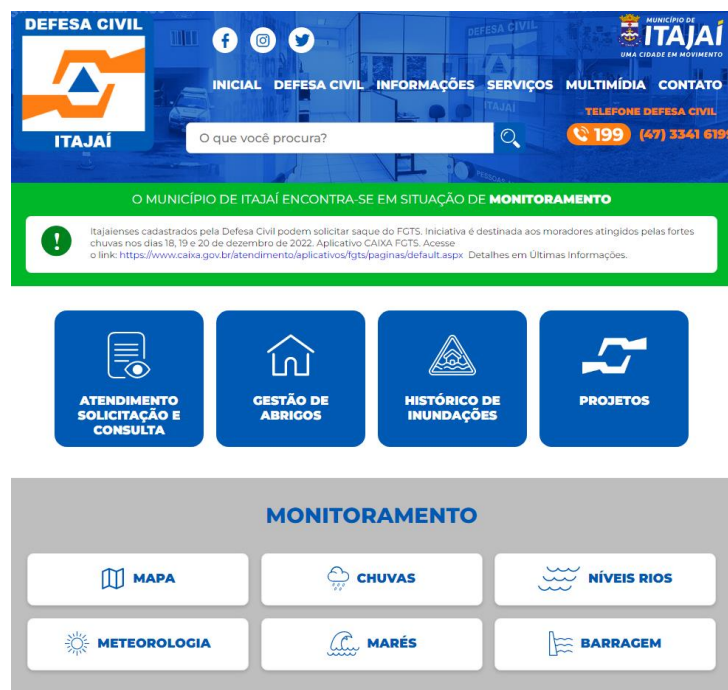 DEFESA CIVIL
ITAJAÍ
MUNICÍPIO DE
ITAJAÍ
UMA CIDADE EM MOVIMENTO
INICIAL DEFESA CIVIL INFORMAÇÕES SERVIÇOS MULTIMÍDIA CONTATO
TELEFONE DEFESA CIVIL
O que você procura?
199 (47) 3341 6199
O MUNICÍPIO DE ITAJAÍ ENCONTRA-SE EM SITUAÇÃO DE MONITORAMENTO
Itajaienses cadastrados pela Defesa Civil podem solicitar saque do FGTS. Iniciativa é destinada aos moradores atingidos pelas fortes
chuvas nos dias 18, 19 e 20 de dezembro de 2022. Aplicativo CAIXA FGTS. Acesse
o link: https://www.caixa.gov.br/atendimento/aplicativos/fgts/paginas/default.aspx Detalhes em Últimas Informações.
ATENDIMENTO
SOLICITAÇÃO E
CONSULTA
GESTÃO DE
ABRIGOS
HISTÓRICO DE
INUNDAÇÕES
PROJETOS
MONITORAMENTO
MAPA
CHUVAS
NÍVEIS RIOS
METEOROLOGIA
MARÉS
BARRAGEM